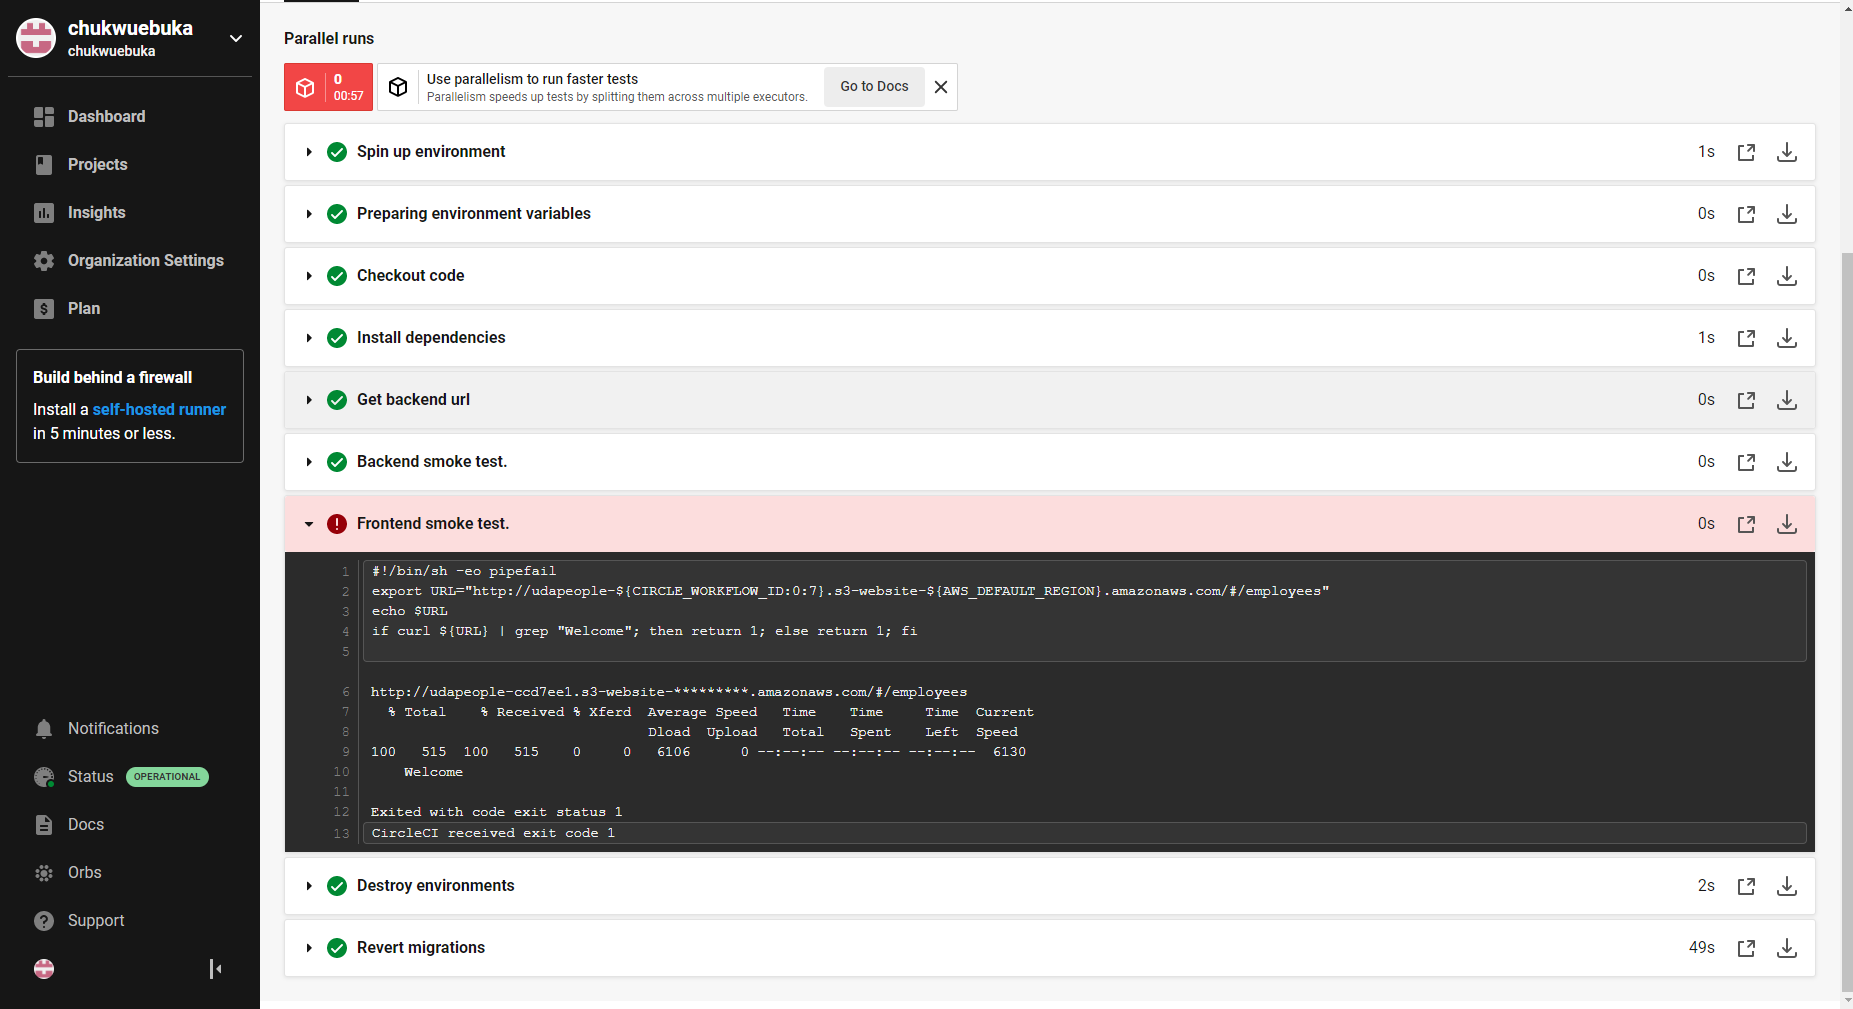 chukwuebuka
chukwuebuka
Dashboard
Projects
Insights
Organization Settings
Plan
Build behind a firewall
Install a self-hosted runner
in 5 minutes or less.
Notifications
Status OPERATIONAL
Docs
Orbs
Support
Parallel runs
0
00:57
Use parallelism to run faster tests
Parallelism speeds up tests by splitting them across multiple executors.
Go to Docs
Spin up environment 1s
Preparing environment variables 0s
Checkout code 0s
Install dependencies 1s
Get backend url 0s
Backend smoke test. 0s
Frontend smoke test. 0s
1 #!/bin/sh -eo pipefail
2 export URL="http://udapeople-${CIRCLE_WORKFLOW_ID:0:7}.s3-website-${AWS_DEFAULT_REGION}.amazonaws.com/#/employees"
3 echo $URL
4 if curl ${URL} | grep "Welcome"; then return 1; else return 1; fi
5
6 http://udapeople-ccd7ee1.s3-website-*********.amazonaws.com/#/employees
7 % Total % Received % Xferd Average Speed Time Time Time Current
8 Dload Upload Total Spent Left Speed
9 100 515 100 515 0 0 6106 0 --:--:-- --:--:-- --:--:-- 6130
10 Welcome
11
12 Exited with code exit status 1
13 CircleCI received exit code 1
Destroy environments 2s
Revert migrations 49s